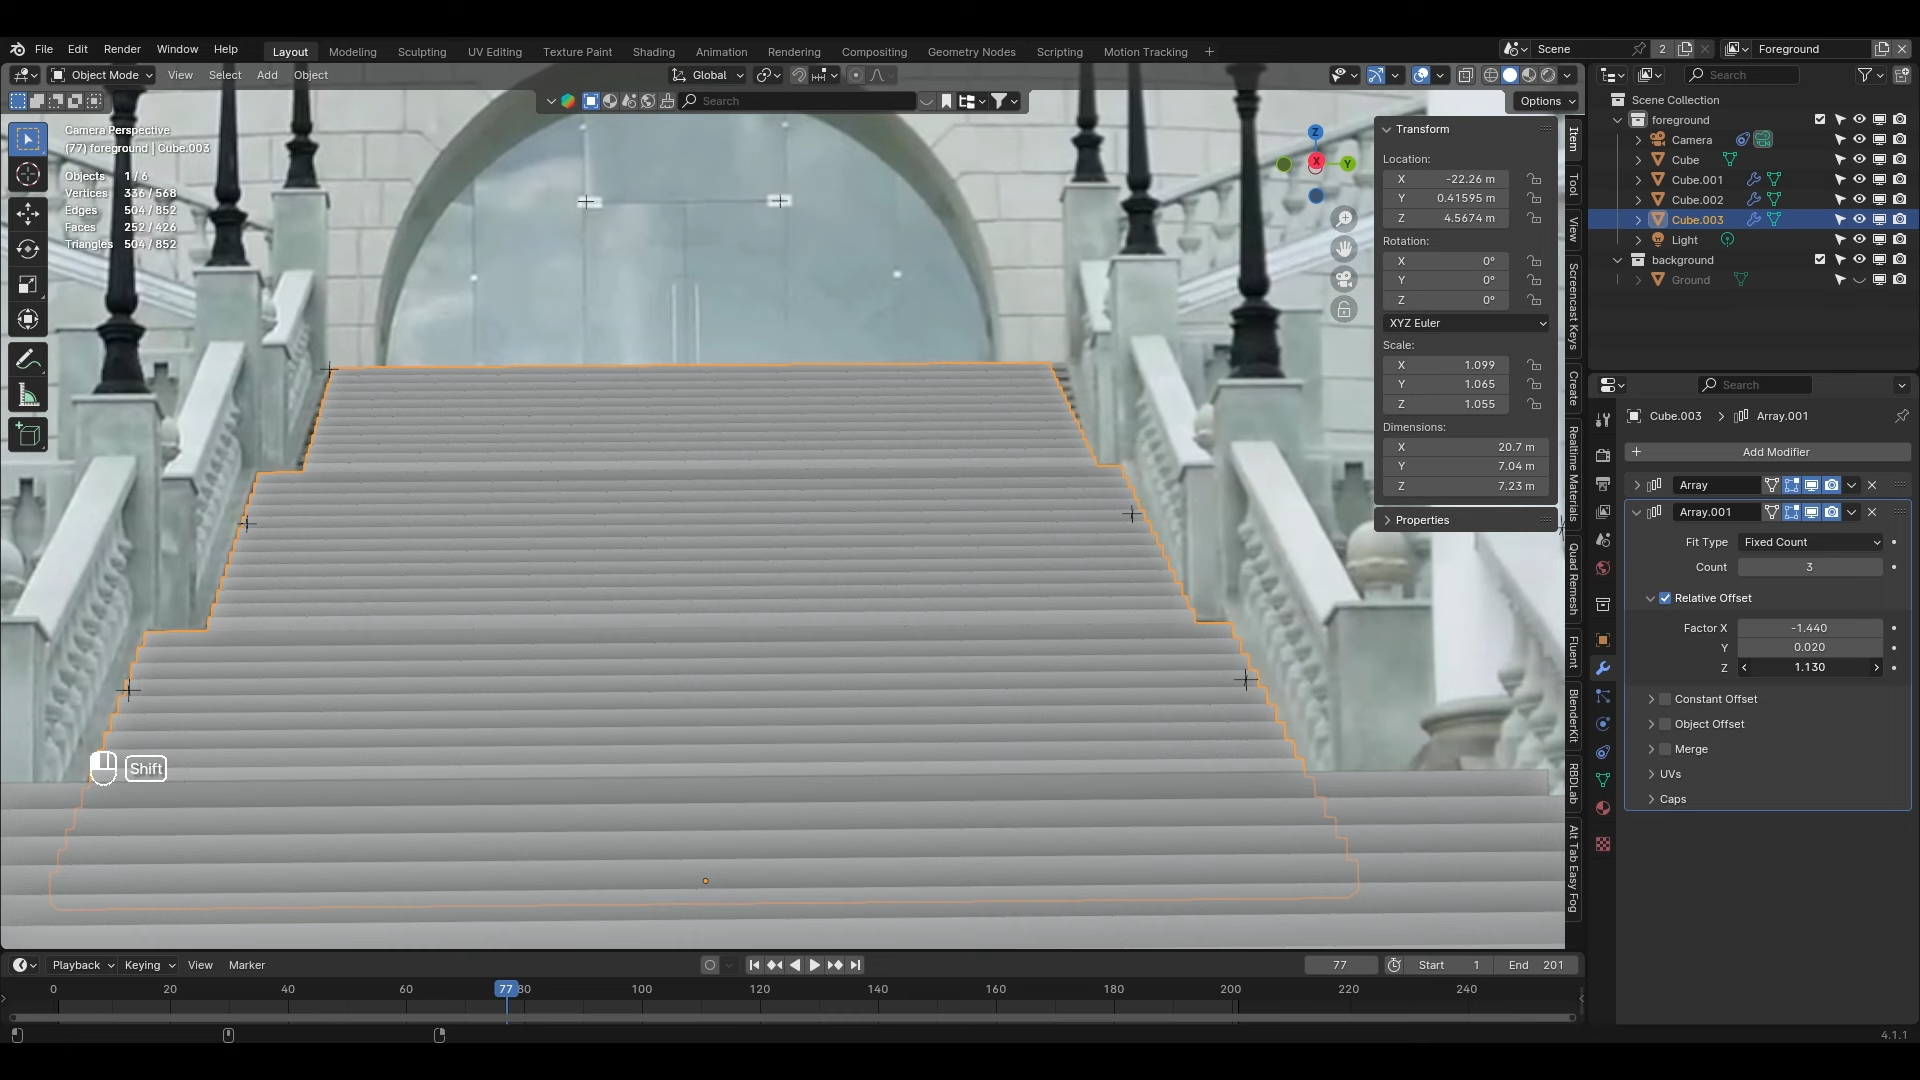 File Edit Render Window Help Layout Modeling Sculpting UV Editing Texture Paint Shading Animation Rendering Compositing Geometry Nodes Scripting Motion Tracking + Scene 2 Foreground
Object Mode View Select Add Object Global Search
Search Options
Camera Perspective
(77) foreground | Cube.003
Objects 1 / 6
Vertices 336 / 568
Edges 504 / 852
Faces 252 / 426
Triangles 504 / 852
Z
X
Y
Transform
Location:
X -22.26 m
Y 0.41595 m
Z 4.5674 m
Rotation:
X 0°
Y 0°
Z 0°
XYZ Euler
Scale:
X 1.099
Y 1.065
Z 1.055
Dimensions:
X 20.7 m
Y 7.04 m
Z 7.23 m
Properties
Item
Tool
View
Screencast Keys
Create
Realtime Materials
Quad Remesh
Fluent
BlenderKit
RBDLab
Alt Tab Easy Fog
Scene Collection
foreground
Camera
Cube
Cube.001
Cube.002
Cube.003
Light
background
Ground
Search
Cube.003 Array.001
+ Add Modifier
Array
Array.001
Fit Type Fixed Count
Count 3
Relative Offset
Factor X -1.440
Y 0.020
Z 1.130
Constant Offset
Object Offset
Merge
UVs
Caps
Shift
Playback Keying View Marker 77 Start 1 End 201
0 20 40 60 77 80 100 120 140 160 180 200 220 240
4.1.1